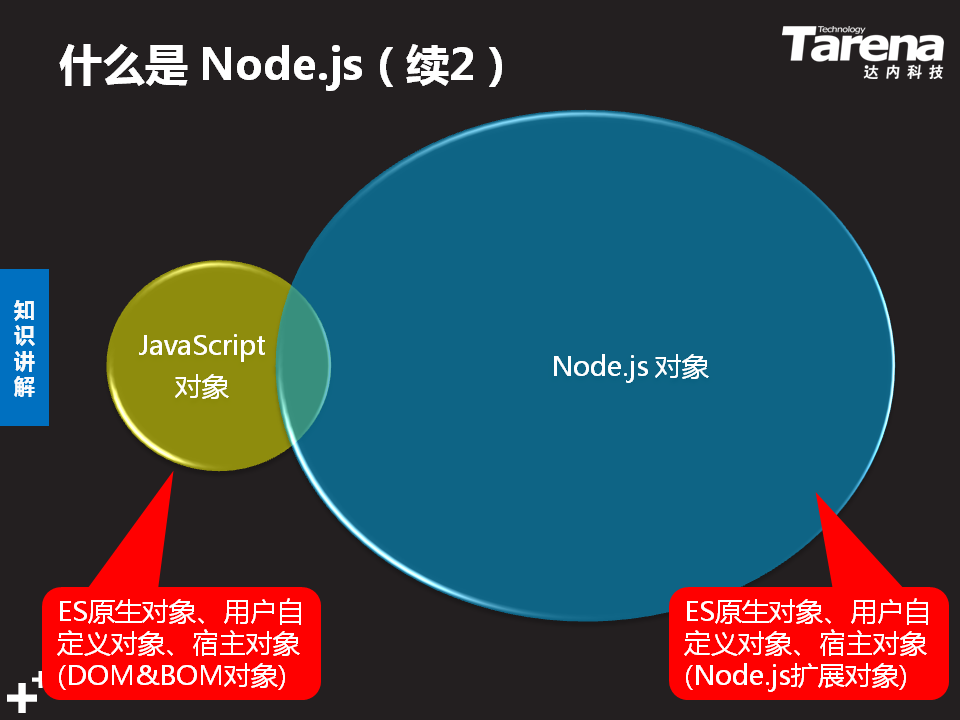 什么是 Node.js（续2）
Technology
Tarena
达内科技
知识讲解
JavaScript
对象
Node.js 对象
ES原生对象、用户自
定义对象、宿主对象
(DOM&BOM对象)
ES原生对象、用户自
定义对象、宿主对象
(Node.js扩展对象)